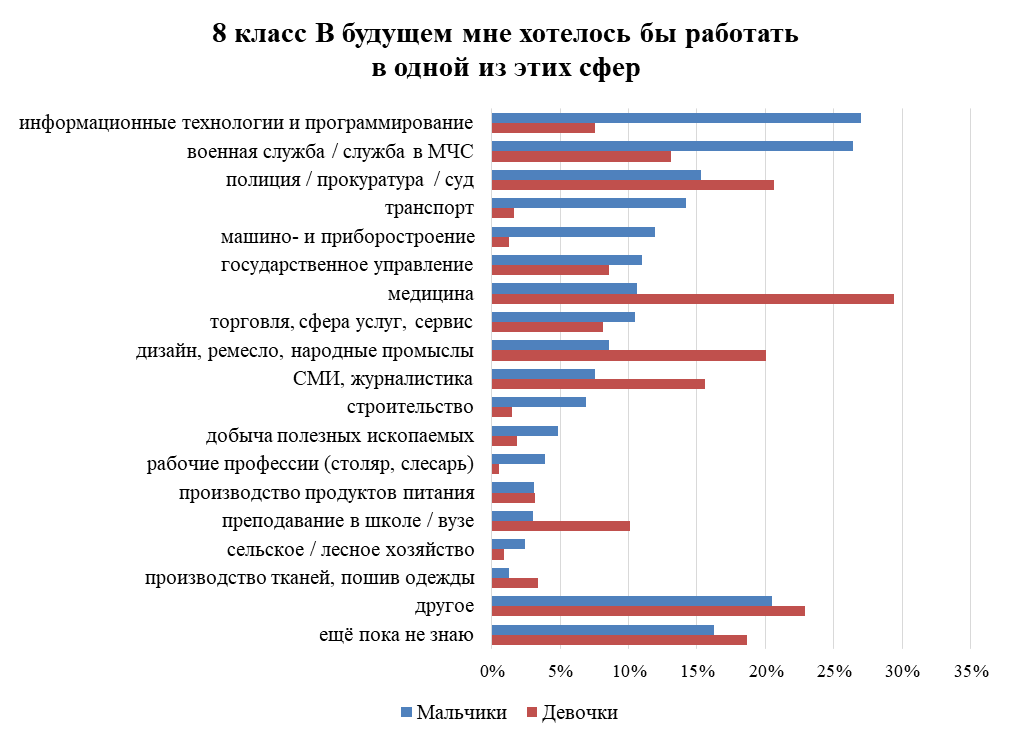 8 класс В будущем мне хотелось бы работать
в одной из этих сфер
информационные технологии и программирование
военная служба / служба в МЧС
полиция / прокуратура / суд
транспорт
машино- и приборостроение
государственное управление
медицина
торговля, сфера услуг, сервис
дизайн, ремесло, народные промыслы
СМИ, журналистика
строительство
добыча полезных ископаемых
рабочие профессии (столяр, слесарь)
производство продуктов питания
преподавание в школе / вузе
сельское / лесное хозяйство
производство тканей, пошив одежды
другое
ещё пока не знаю
0% 5% 10% 15% 20% 25% 30% 35%
Мальчики Девочки